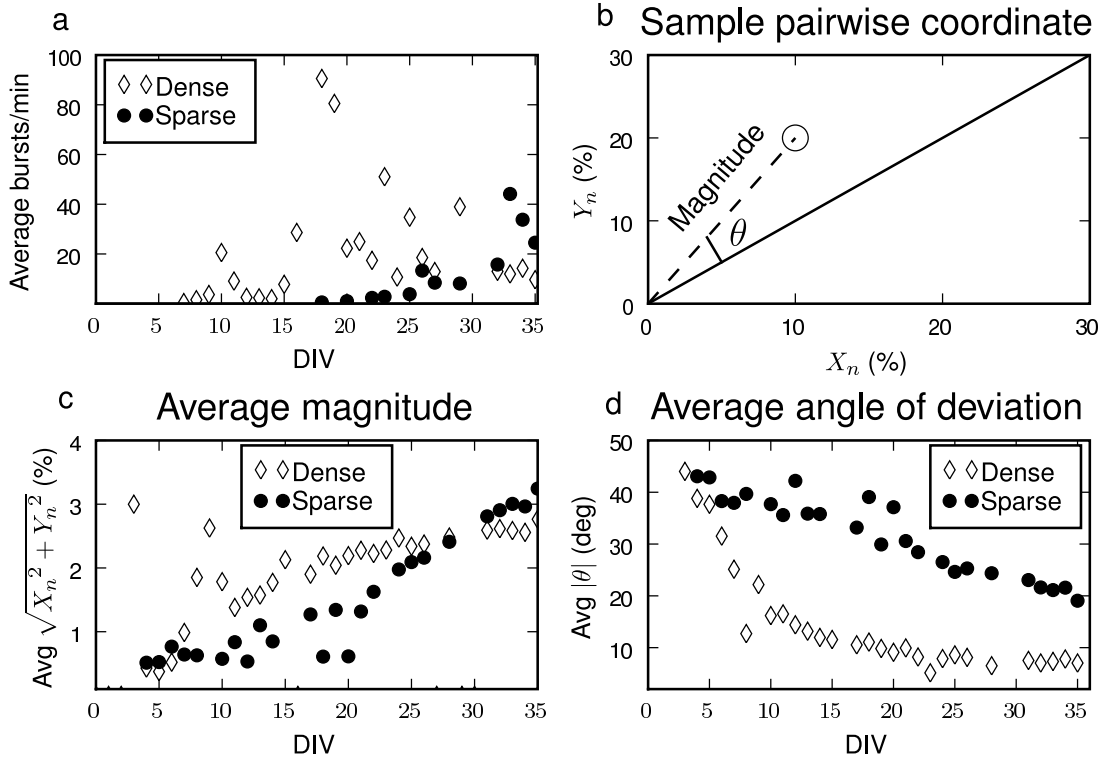 a
100
80
60
40
20
0 5 10 15 20 25 30 35
Average bursts/min
DIV
Dense
Sparse
b Sample pairwise coordinate
30
20
10
0
0 10 20 30
Yₙ (%)
Xₙ (%)
Magnitude
θ
c Average magnitude
4
3
2
1
0 5 10 15 20 25 30 35
Avg √Xₙ² + Yₙ² (%)
DIV
Dense
Sparse
d Average angle of deviation
50
40
30
20
10
0 5 10 15 20 25 30 35
Avg |θ| (deg)
DIV
Dense
Sparse